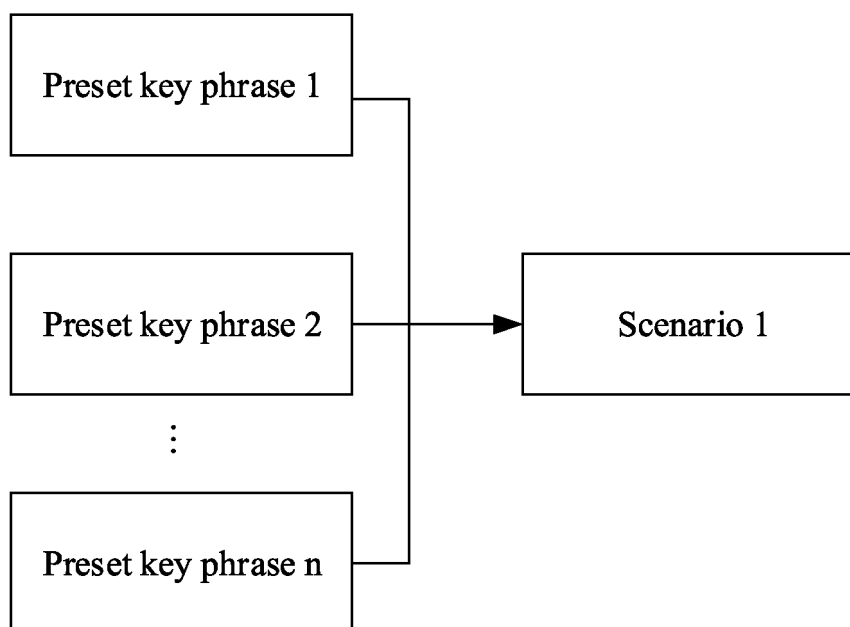 Preset key phrase 1
Preset key phrase 2
Scenario 1
⋮
Preset key phrase n